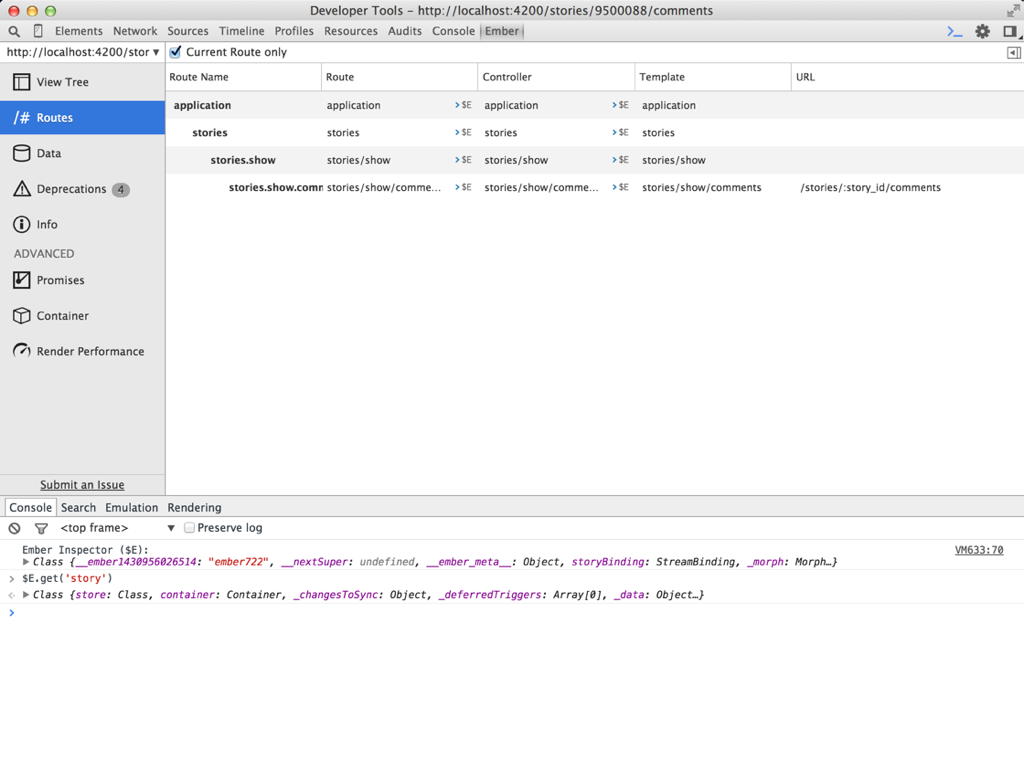 Developer Tools - http://localhost:4200/stories/9500088/comments
Elements Network Sources Timeline Profiles Resources Audits Console Ember
http://localhost:4200/stor ▼ Current Route only
Route Name Route Controller Template URL
View Tree
/# Routes
Data
Deprecations 4
Info
ADVANCED
Promises
Container
Render Performance
Submit an Issue
application application >$E application >$E application
stories stories >$E stories >$E stories
stories.show stories/show >$E stories/show >$E stories/show
stories.show.comm stories/show/comme... >$E stories/show/comme... >$E stories/show/comments /stories/:story_id/comments
Console Search Emulation Rendering
<top frame> ▼ Preserve log
Ember Inspector ($E): VM633:70
▶ Class {__ember1430956026514: "ember722", __nextSuper: undefined, __ember_meta__: Object, storyBinding: StreamBinding, _morph: Morph…}
> $E.get('story')
▶ Class {store: Class, container: Container, _changesToSync: Object, _deferredTriggers: Array[0], _data: Object…}
>